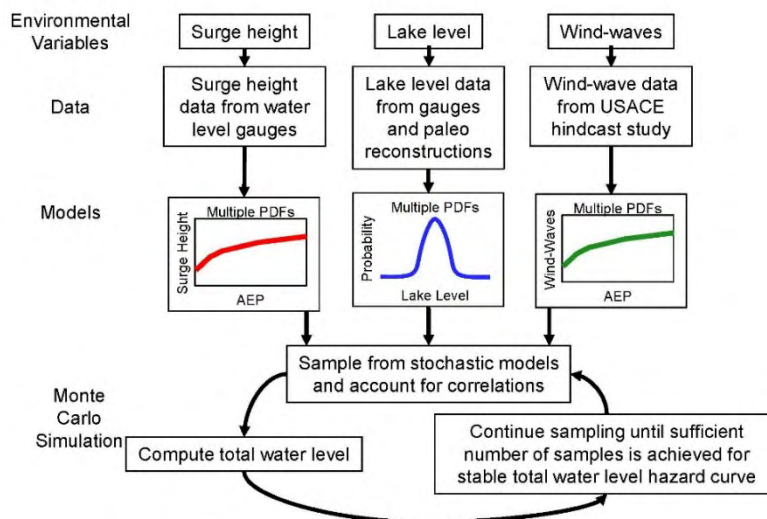 Environmental
Variables
Surge height
Lake level
Wind-waves
Data
Surge height
data from water
level gauges
Lake level data
from gauges
and paleo
reconstructions
Wind-wave data
from USACE
hindcast study
Models
Multiple PDFs
Surge Height
AEP
Multiple PDFs
Probability
Lake Level
Multiple PDFs
Wind-Waves
AEP
Monte
Carlo
Simulation
Sample from stochastic models
and account for correlations
Compute total water level
Continue sampling until sufficient
number of samples is achieved for
stable total water level hazard curve